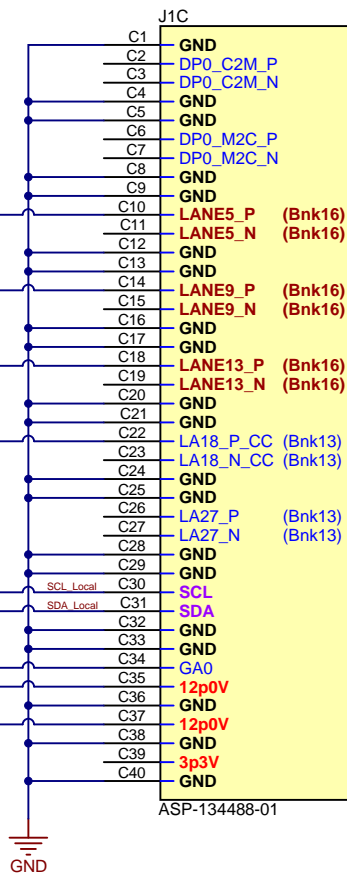 J1C
C1 GND
C2 DP0_C2M_P
C3 DP0_C2M_N
C4 GND
C5 GND
C6 DP0_M2C_P
C7 DP0_M2C_N
C8 GND
C9 GND
C10 LANE5_P (Bnk16)
C11 LANE5_N (Bnk16)
C12 GND
C13 GND
C14 LANE9_P (Bnk16)
C15 LANE9_N (Bnk16)
C16 GND
C17 GND
C18 LANE13_P (Bnk16)
C19 LANE13_N (Bnk16)
C20 GND
C21 GND
C22 LA18_P_CC (Bnk13)
C23 LA18_N_CC (Bnk13)
C24 GND
C25 GND
C26 LA27_P (Bnk13)
C27 LA27_N (Bnk13)
C28 GND
C29 GND
SCL_Local C30 SCL
SDA_Local C31 SDA
C32 GND
C33 GND
C34 GA0
C35 12p0V
C36 GND
C37 12p0V
C38 GND
C39 3p3V
C40 GND
ASP-134488-01
GND